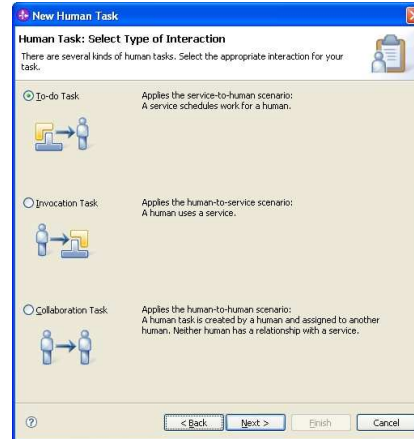 New Human Task
Human Task: Select Type of Interaction
There are several kinds of human tasks. Select the appropriate interaction for your
task.
To-do Task
Applies the service-to-human scenario:
A service schedules work for a human.
Invocation Task
Applies the human-to-service scenario:
A human uses a service.
Collaboration Task
Applies the human-to-human scenario:
A human task is created by a human and assigned to another
human. Neither human has a relationship with a service.
< Back
Next >
Finish
Cancel